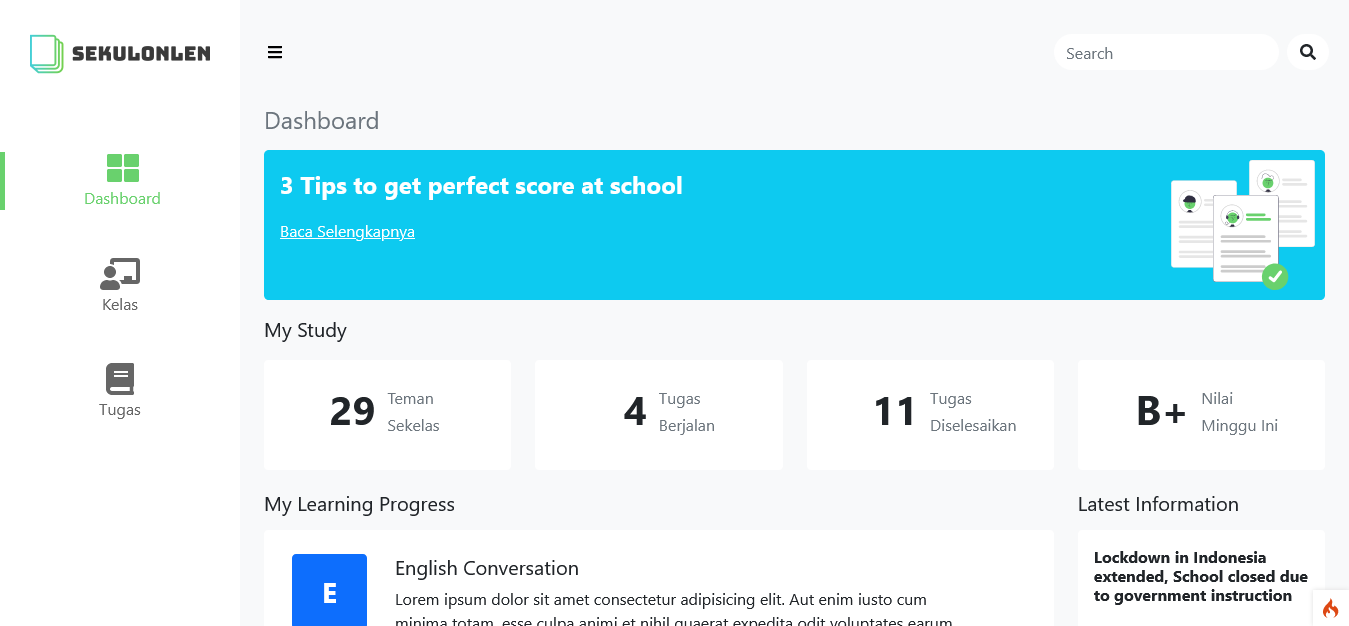 SEKULONLEN
Search
Dashboard
Kelas
Tugas
Dashboard
3 Tips to get perfect score at school
Baca Selengkapnya
My Study
29 Teman Sekelas
4 Tugas Berjalan
11 Tugas Diselesaikan
B+ Nilai Minggu Ini
My Learning Progress
E
English Conversation
Lorem ipsum dolor sit amet consectetur adipisicing elit. Aut enim iusto cum
minima totam, esse culpa animi et nihil quaerat expedita odit voluptates earum
Latest Information
Lockdown in Indonesia
extended, School closed due
to government instruction